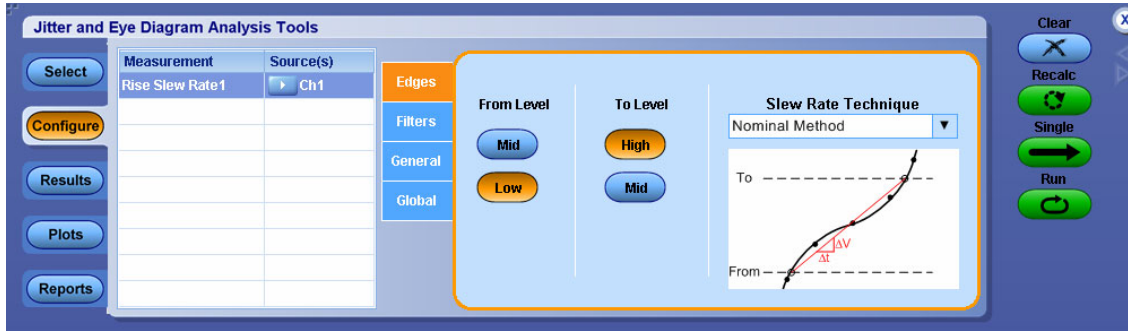 Jitter and Eye Diagram Analysis Tools
Select
Configure
Results
Plots
Reports
Measurement Source(s)
Rise Slew Rate1 Ch1
Edges
Filters
General
Global
From Level
Mid
Low
To Level
High
Mid
Slew Rate Technique
Nominal Method
To
ΔV
Δt
From
Clear
X
Recalc
Single
Run